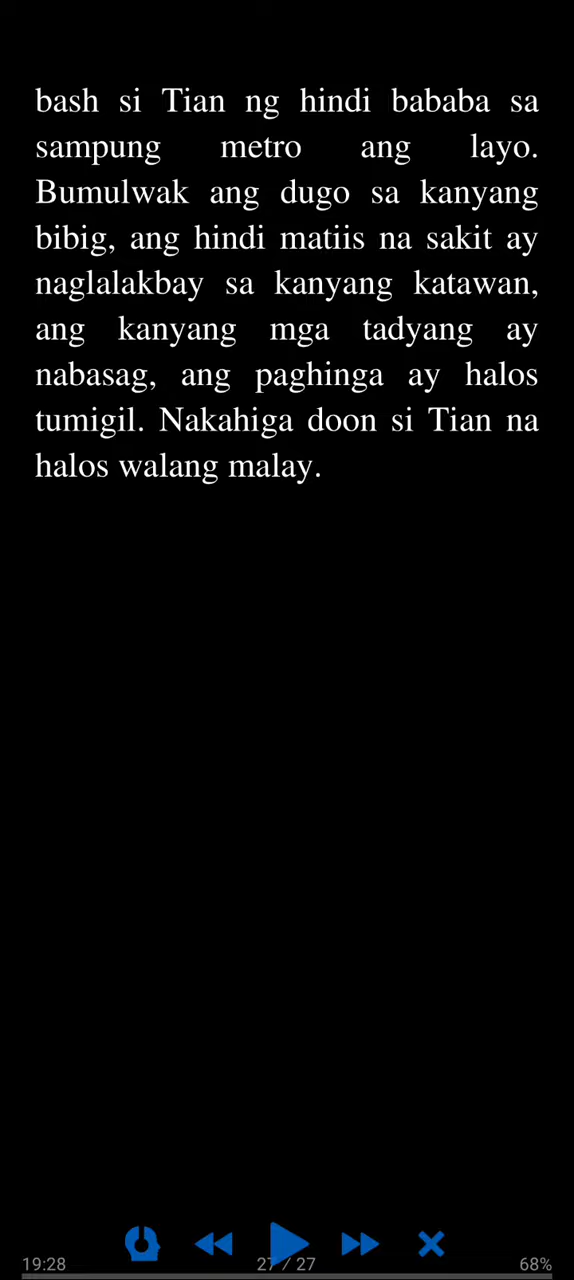 bash si Tian ng hindi bababa sa
sampung metro ang layo.
Bumulwak ang dugo sa kanyang
bibig, ang hindi matiis na sakit ay
naglalakbay sa kanyang katawan,
ang kanyang mga tadyang ay
nabasag, ang paghinga ay halos
tumigil. Nakahiga doon si Tian na
halos walang malay.
19:28 27 / 27 68%